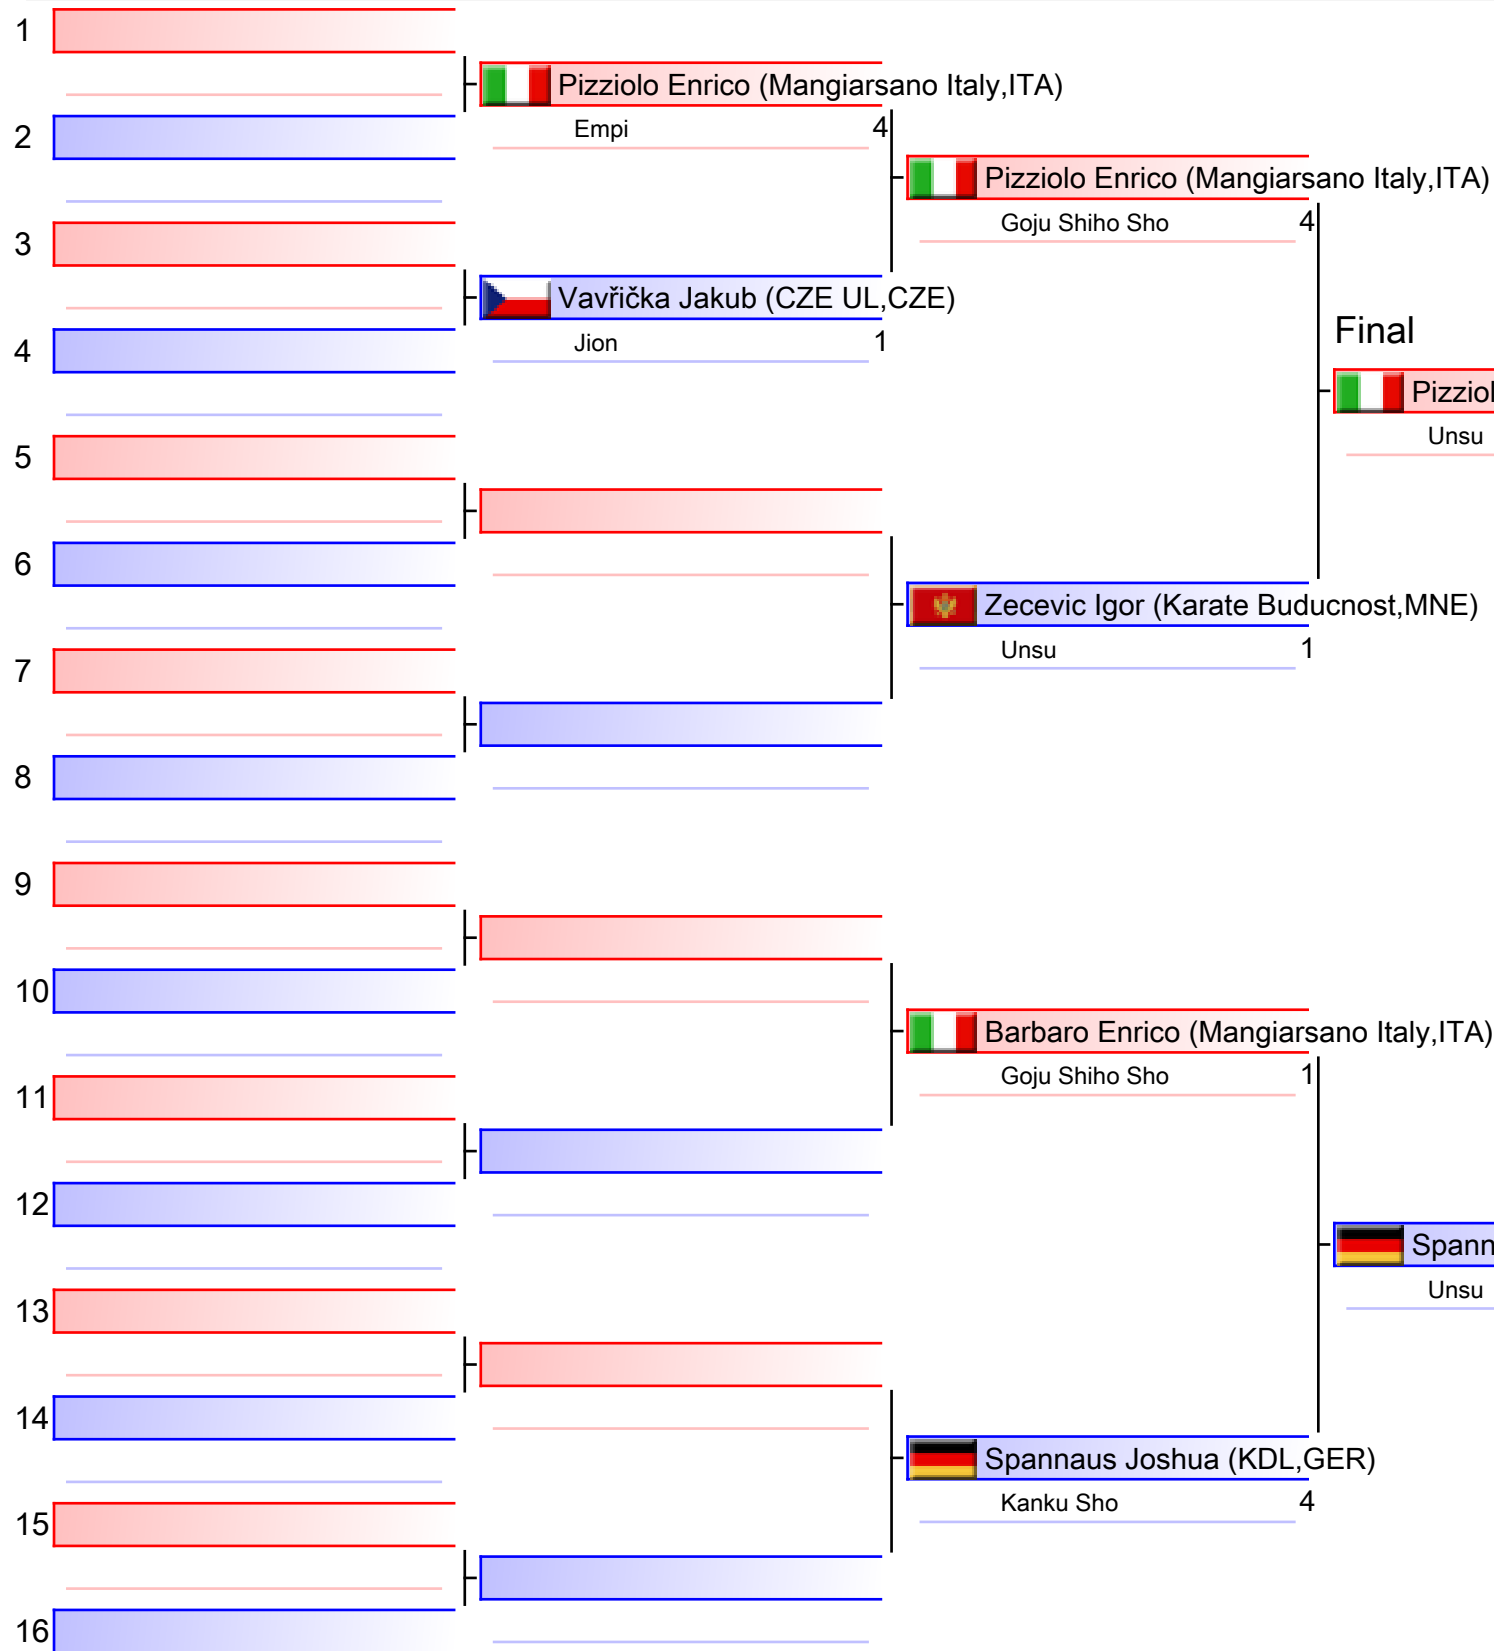 1
Pizziolo Enrico (Mangiarsano Italy,ITA)
2
Empi 4
Pizziolo Enrico (Mangiarsano Italy,ITA)
3
Goju Shiho Sho 4
Vavřička Jakub (CZE UL,CZE)
4
Jion 1
Final
Pizziol
5
Unsu
6
Zecevic Igor (Karate Buducnost,MNE)
7
Unsu 1
8
9
10
Barbaro Enrico (Mangiarsano Italy,ITA)
11
Goju Shiho Sho 1
12
Spann
13
Unsu
14
Spannaus Joshua (KDL,GER)
15
Kanku Sho 4
16